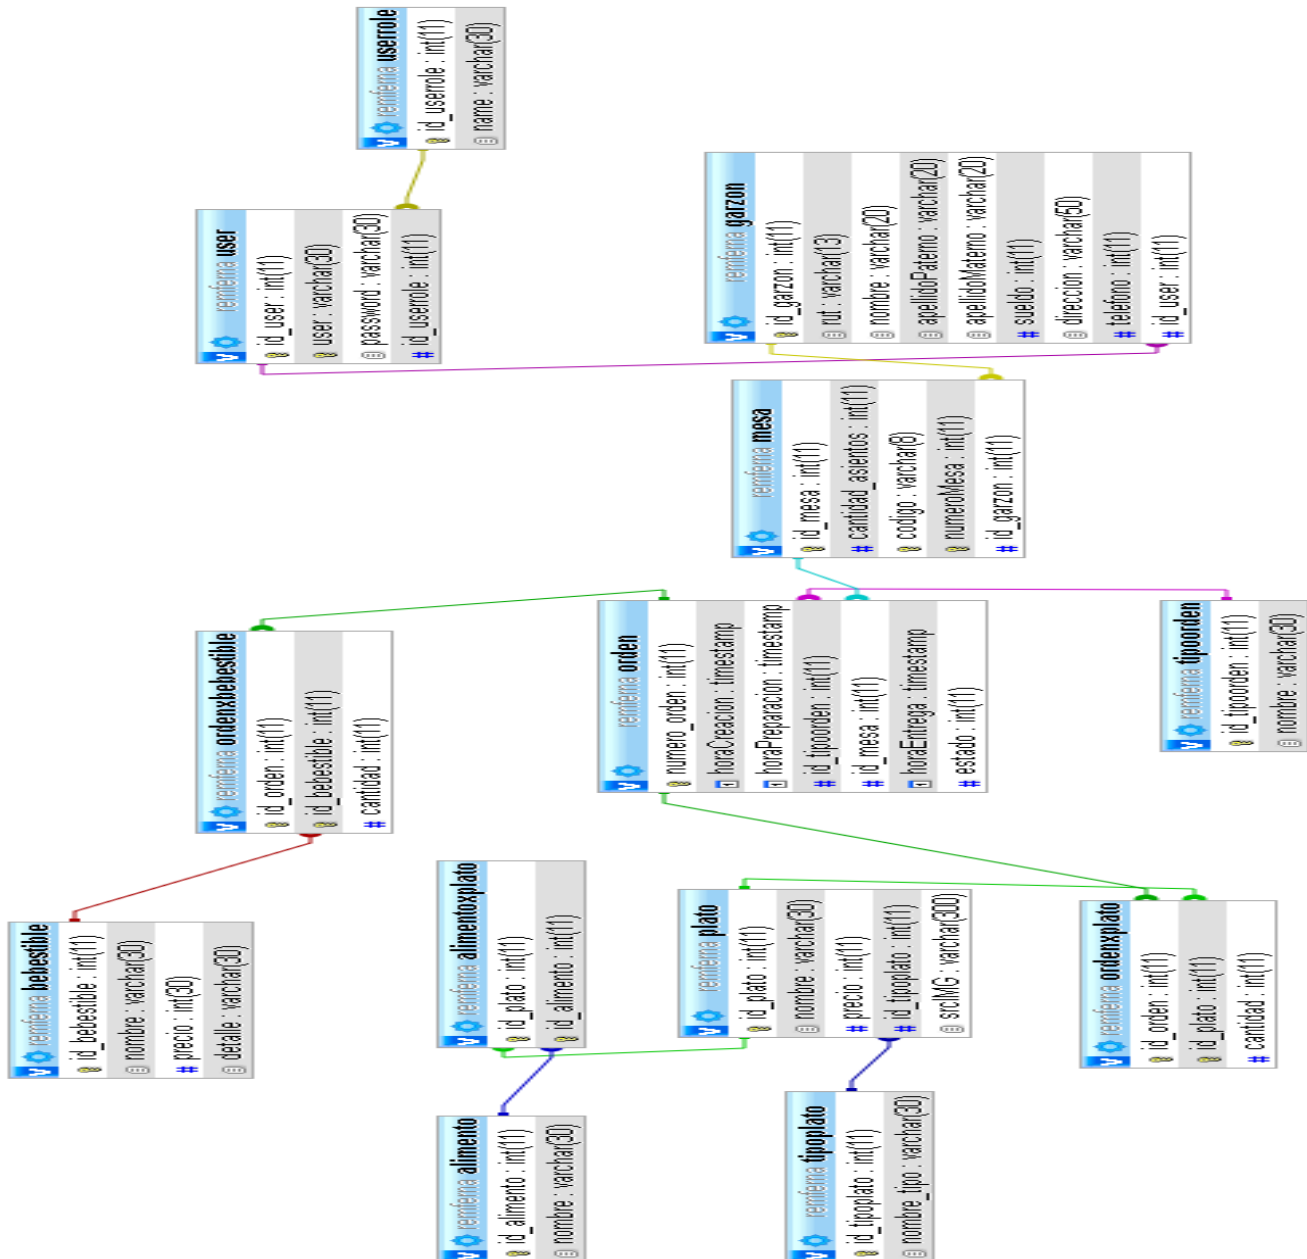 v remfema bebestible
id_bebestible : int(11)
nombre : varchar(30)
# precio : int(30)
detalle : varchar(30)
v remfema ordenxbebestible
id_orden : int(11)
id_bebestible : int(11)
# cantidad : int(11)
v remfema user
id_user : int(11)
user : varchar(30)
password : varchar(30)
# id_userrole : int(11)
v remfema userrole
id_userrole : int(11)
name : varchar(30)
v remfema alimento
id_alimento : int(11)
nombre : varchar(30)
v remfema alimentoxplato
id_plato : int(11)
id_alimento : int(11)
v remfema orden
numero_orden : int(11)
horaCreacion : timestamp
horaPreparacion : timestamp
# id_tipoorden : int(11)
# id_mesa : int(11)
horaEntrega : timestamp
# estado : int(11)
v remfema plato
id_plato : int(11)
nombre : varchar(30)
# precio : int(11)
# id_tipoplato : int(11)
srcIMG : varchar(300)
v remfema garzon
id_garzon : int(11)
rut : varchar(13)
nombre : varchar(20)
apellidoPaterno : varchar(20)
apellidoMaterno : varchar(20)
# sueldo : int(11)
direccion : varchar(50)
# telefono : int(11)
# id_user : int(11)
v remfema mesa
id_mesa : int(11)
# cantidad_asientos : int(11)
codigo : varchar(8)
numeroMesa : int(11)
# id_garzon : int(11)
v remfema tipoplato
id_tipoplato : int(11)
nombre_tipo : varchar(30)
v remfema ordenxplato
id_orden : int(11)
id_plato : int(11)
# cantidad : int(11)
v remfema tipoorden
id_tipoorden : int(11)
nombre : varchar(30)